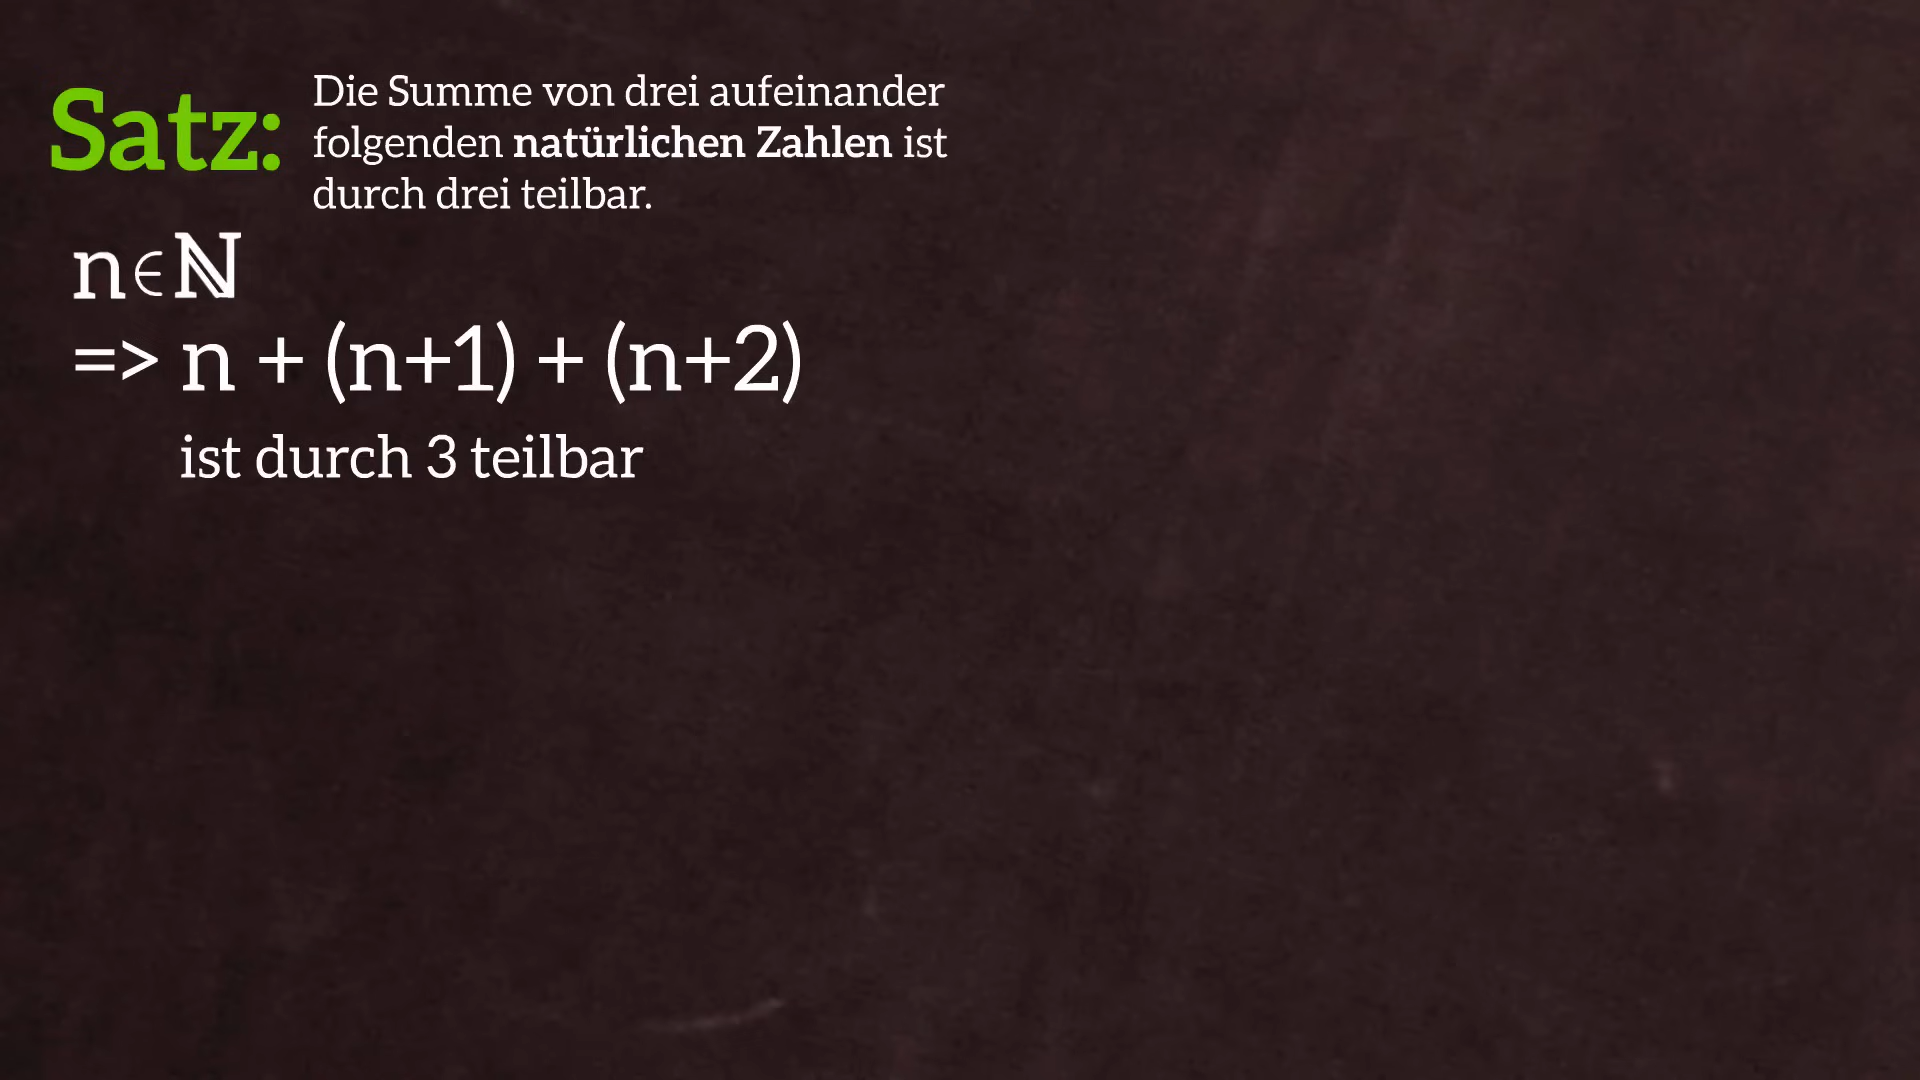 Satz:
Die Summe von drei aufeinander
folgenden natürlichen Zahlen ist
durch drei teilbar.
n∈ℕ
=> n + (n+1) + (n+2)
ist durch 3 teilbar